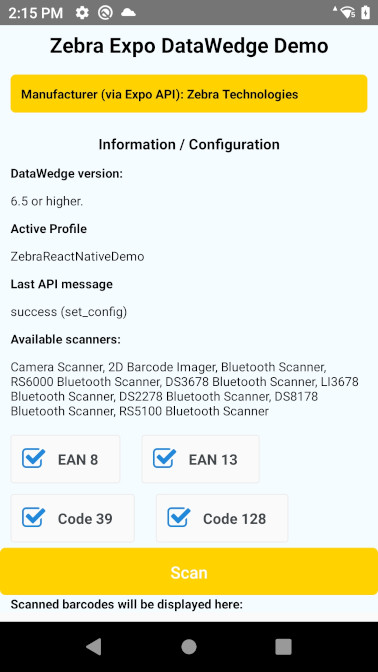 2:15 PM
Zebra Expo DataWedge Demo
Manufacturer (via Expo API): Zebra Technologies
Information / Configuration
DataWedge version:
6.5 or higher.
Active Profile
ZebraReactNativeDemo
Last API message
success (set_config)
Available scanners:
Camera Scanner, 2D Barcode Imager, Bluetooth Scanner,
RS6000 Bluetooth Scanner, DS3678 Bluetooth Scanner, LI3678
Bluetooth Scanner, DS2278 Bluetooth Scanner, DS8178
Bluetooth Scanner, RS5100 Bluetooth Scanner
EAN 8 EAN 13
Code 39 Code 128
Scan
Scanned barcodes will be displayed here: